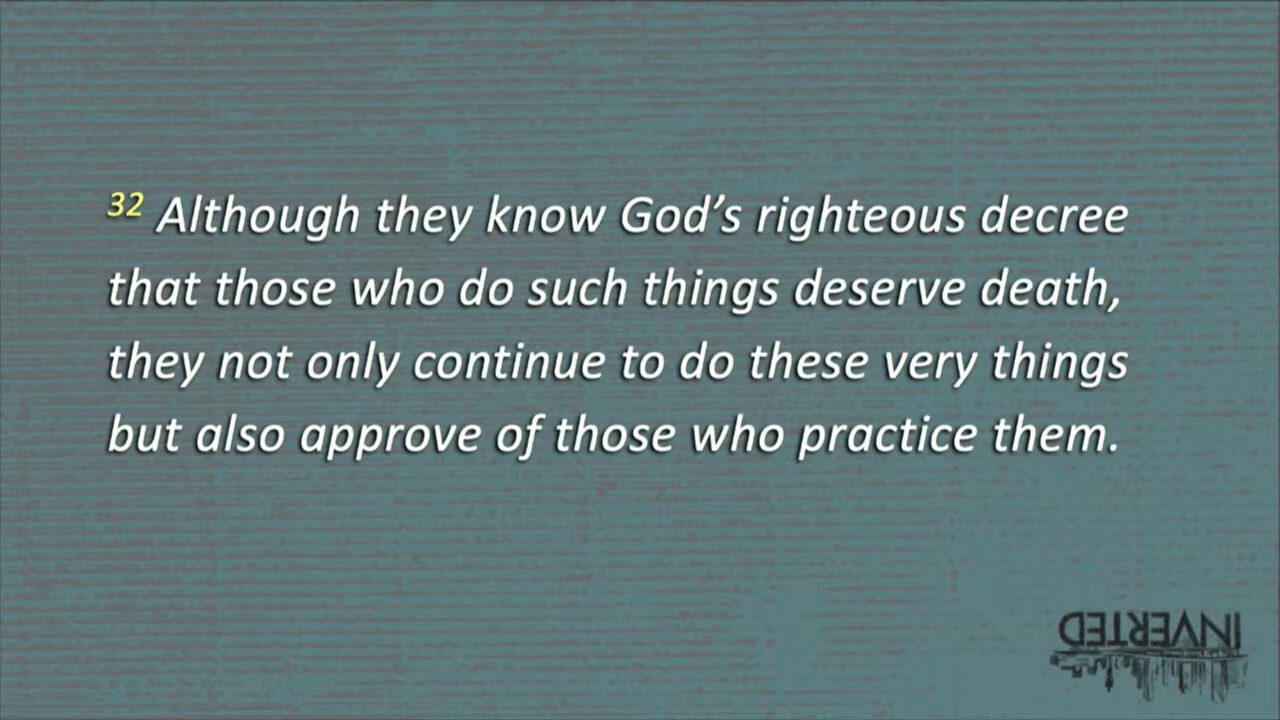 32 Although they know God’s righteous decree
that those who do such things deserve death,
they not only continue to do these very things
but also approve of those who practice them.
INVERTED